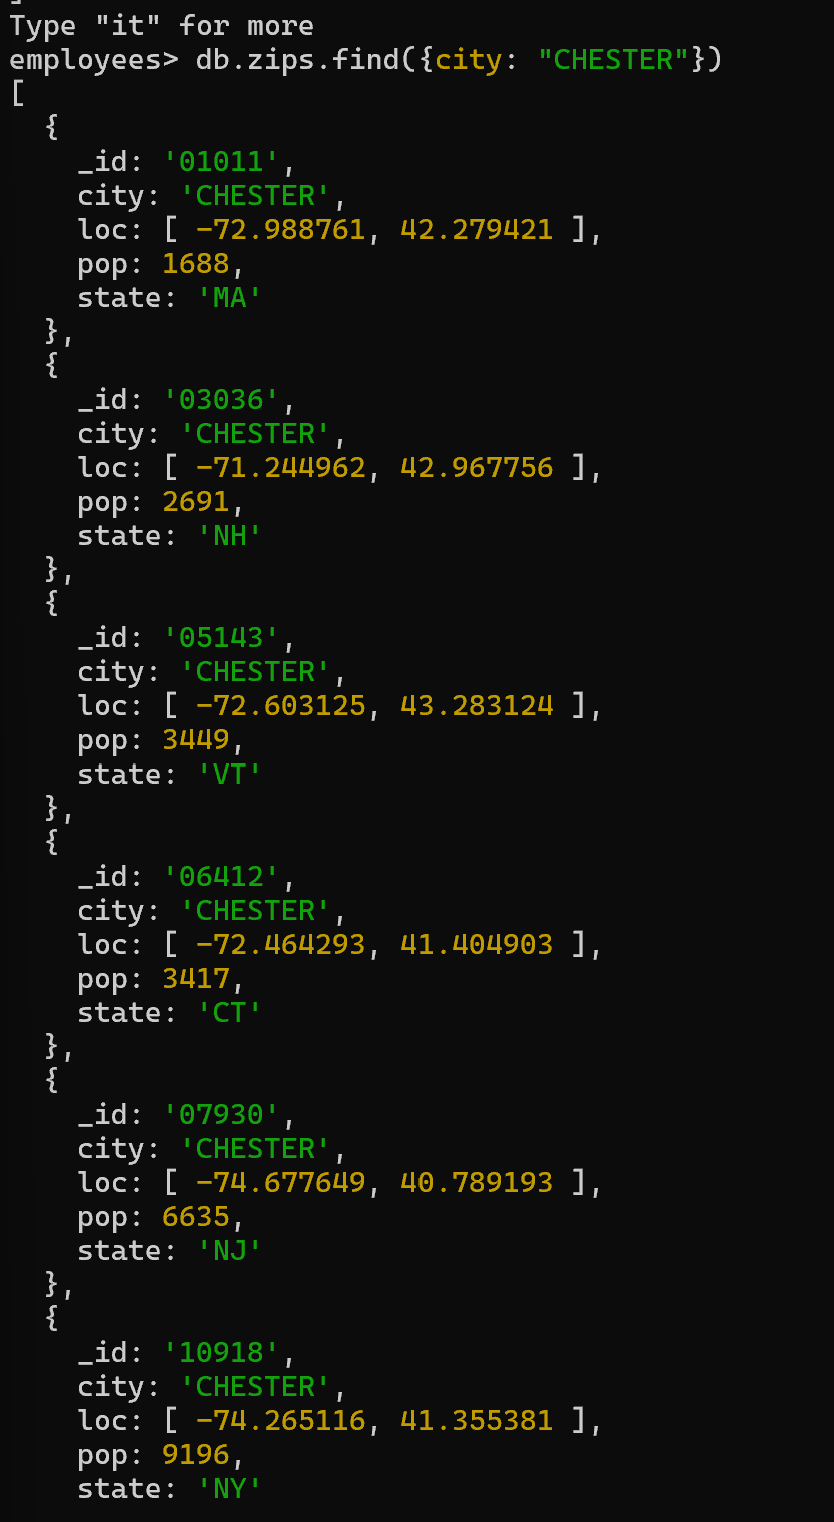 ]
Type "it" for more
employees> db.zips.find({city: "CHESTER"})
[
  {
    _id: '01011',
    city: 'CHESTER',
    loc: [ -72.988761, 42.279421 ],
    pop: 1688,
    state: 'MA'
  },
  {
    _id: '03036',
    city: 'CHESTER',
    loc: [ -71.244962, 42.967756 ],
    pop: 2691,
    state: 'NH'
  },
  {
    _id: '05143',
    city: 'CHESTER',
    loc: [ -72.603125, 43.283124 ],
    pop: 3449,
    state: 'VT'
  },
  {
    _id: '06412',
    city: 'CHESTER',
    loc: [ -72.464293, 41.404903 ],
    pop: 3417,
    state: 'CT'
  },
  {
    _id: '07930',
    city: 'CHESTER',
    loc: [ -74.677649, 40.789193 ],
    pop: 6635,
    state: 'NJ'
  },
  {
    _id: '10918',
    city: 'CHESTER',
    loc: [ -74.265116, 41.355381 ],
    pop: 9196,
    state: 'NY'